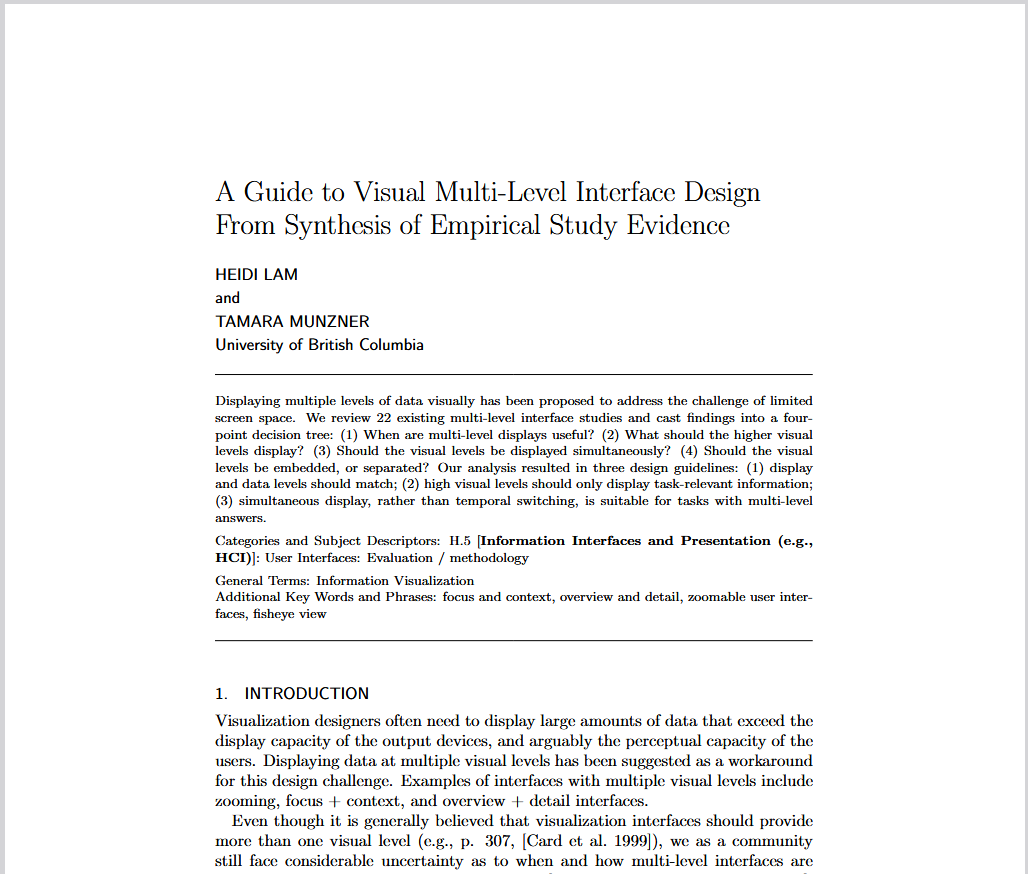 A Guide to Visual Multi-Level Interface Design
From Synthesis of Empirical Study Evidence
HEIDI LAM
and
TAMARA MUNZNER
University of British Columbia
Displaying multiple levels of data visually has been proposed to address the challenge of limited
screen space. We review 22 existing multi-level interface studies and cast findings into a four-
point decision tree: (1) When are multi-level displays useful? (2) What should the higher visual
levels display? (3) Should the visual levels be displayed simultaneously? (4) Should the visual
levels be embedded, or separated? Our analysis resulted in three design guidelines: (1) display
and data levels should match; (2) high visual levels should only display task-relevant information;
(3) simultaneous display, rather than temporal switching, is suitable for tasks with multi-level
answers.
Categories and Subject Descriptors: H.5 [Information Interfaces and Presentation (e.g.,
HCI)]: User Interfaces: Evaluation / methodology
General Terms: Information Visualization
Additional Key Words and Phrases: focus and context, overview and detail, zoomable user inter-
faces, fisheye view
1. INTRODUCTION
Visualization designers often need to display large amounts of data that exceed the
display capacity of the output devices, and arguably the perceptual capacity of the
users. Displaying data at multiple visual levels has been suggested as a workaround
for this design challenge. Examples of interfaces with multiple visual levels include
zooming, focus + context, and overview + detail interfaces.
Even though it is generally believed that visualization interfaces should provide
more than one visual level (e.g., p. 307, [Card et al. 1999]), we as a community
still face considerable uncertainty as to when and how multi-level interfaces are